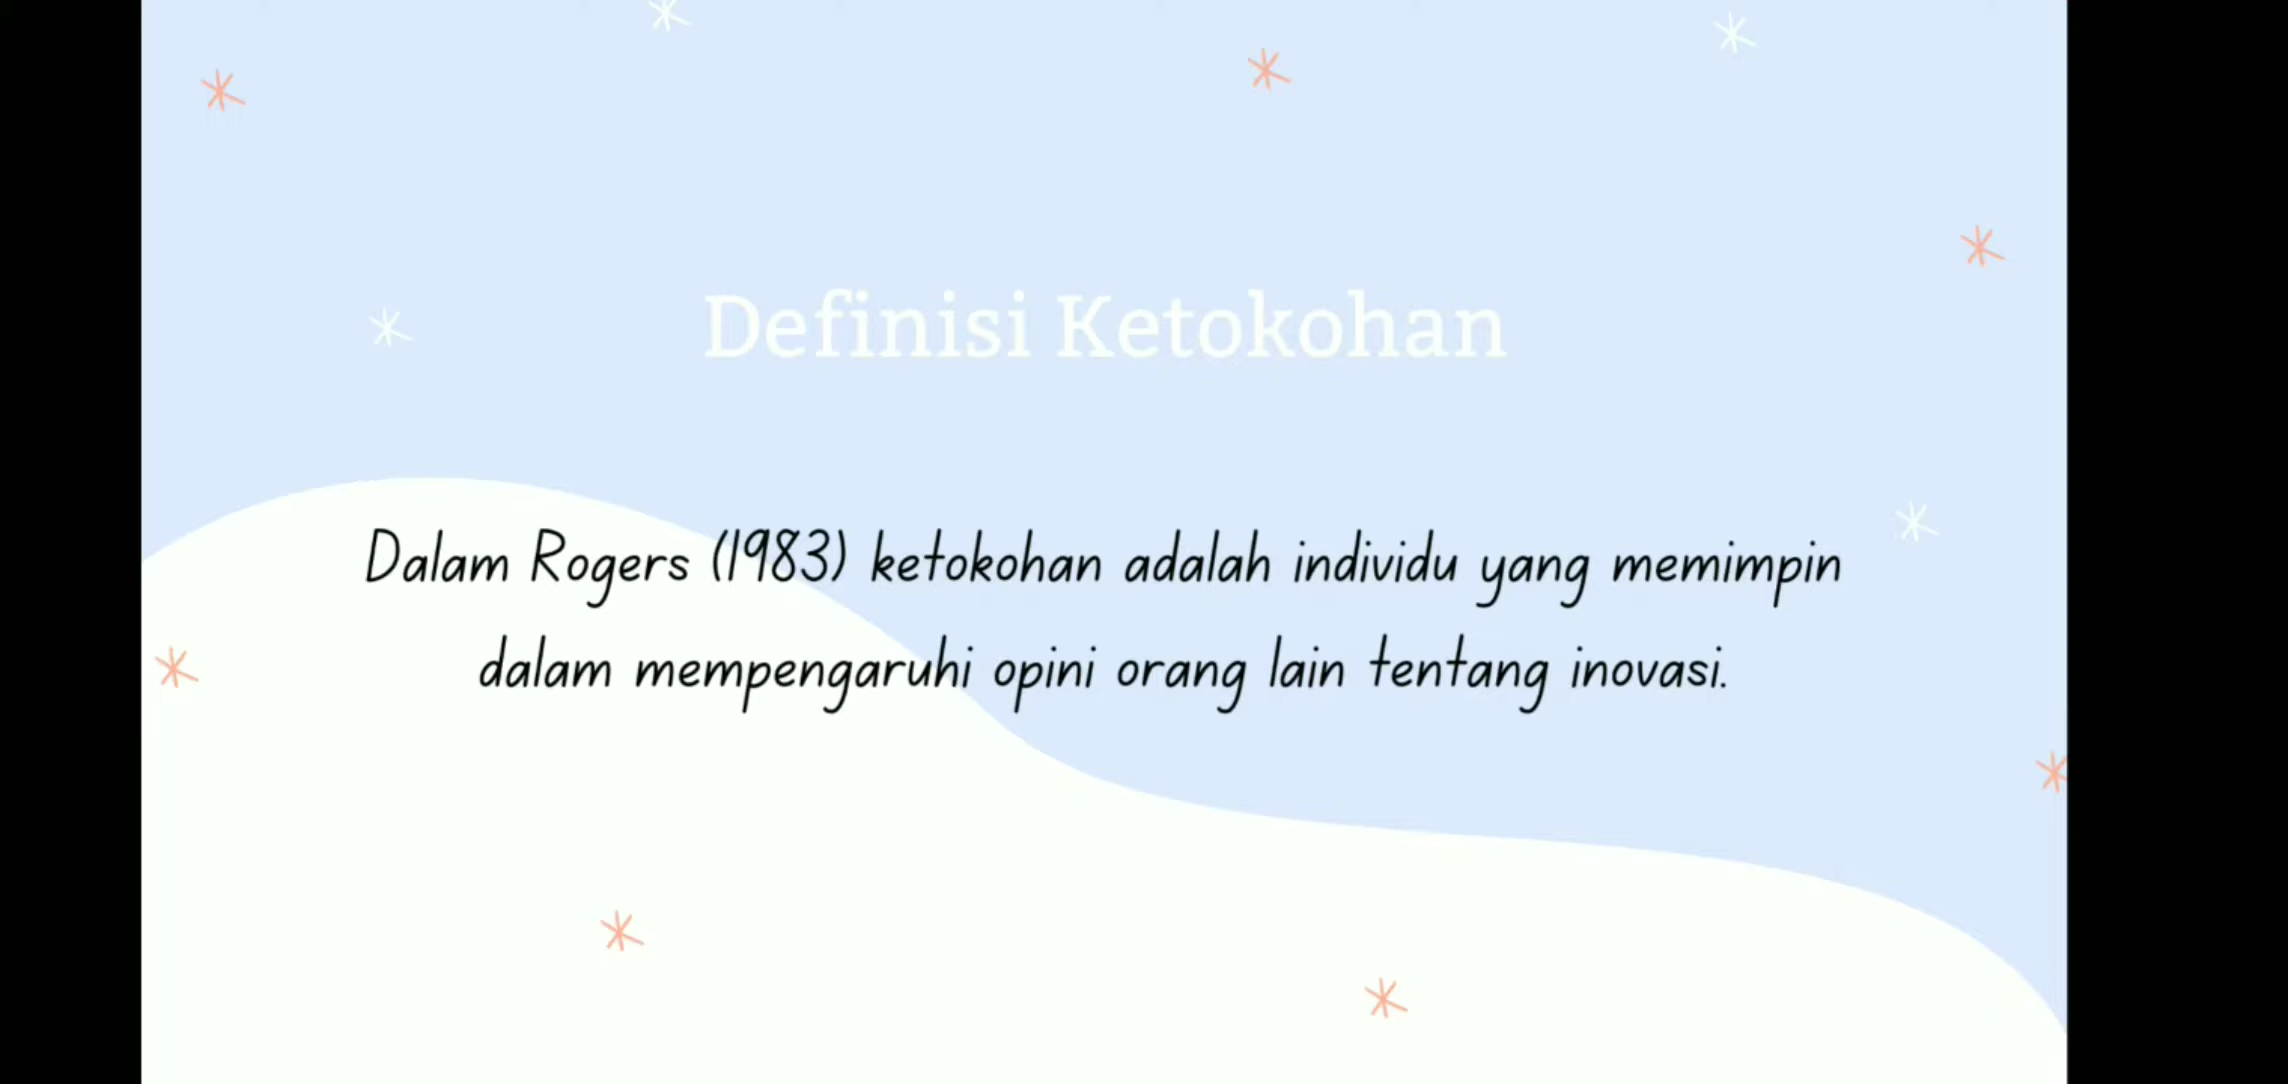 Definisi Ketokohan
Dalam Rogers (1983) ketokohan adalah individu yang memimpin
dalam mempengaruhi opini orang lain tentang inovasi.